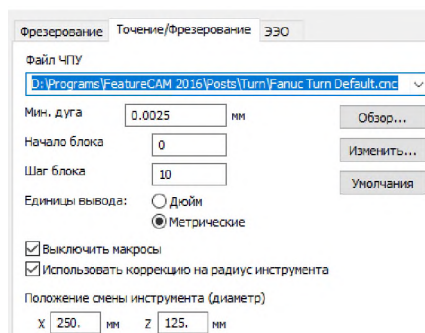 Фрезерование Точение/Фрезерование ЭЭО
Файл ЧПУ
D:\Programs\FeatureCAM 2016\Posts\Turn\Fanuc Turn Default.cnc
Мин. дуга 0.0025 мм Обзор...
Начало блока 0 Изменить...
Шаг блока 10 Умолчания
Единицы вывода: Дюйм
Метрические
Выключить макросы
Использовать коррекцию на радиус инструмента
Положение смены инструмента (диаметр)
X 250. мм Z 125. мм